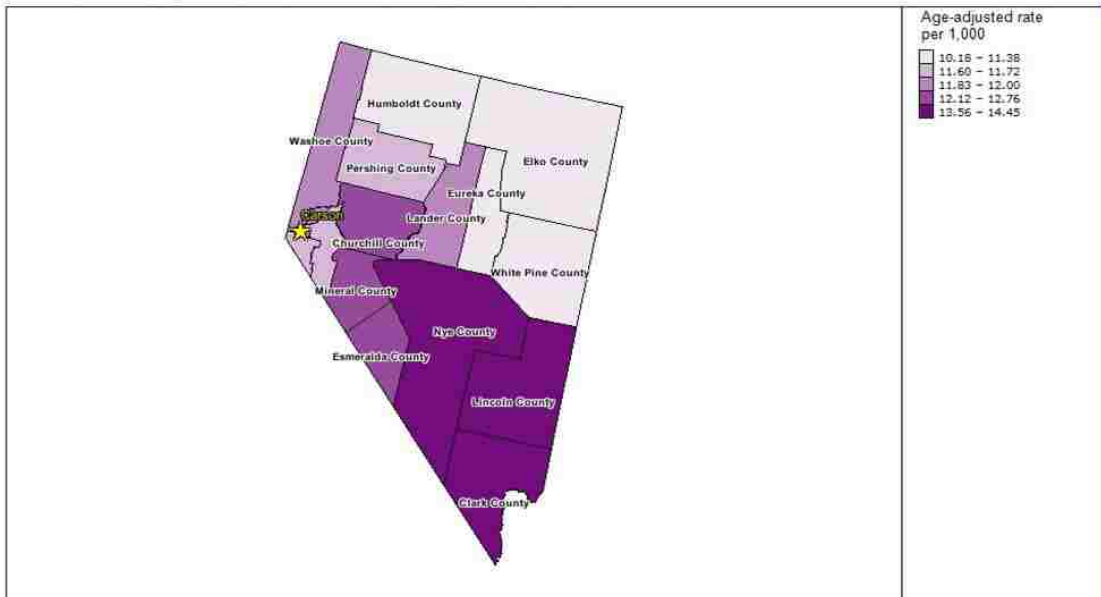 Age-adjusted rate
per 1,000
10.18 – 11.38
11.60 – 11.72
11.83 – 12.00
12.12 – 12.76
13.56 – 14.45
Humboldt County
Washoe County
Elko County
Pershing County
Eureka County
Carson
Lander County
Churchill County
White Pine County
Mineral County
Nye County
Esmeralda County
Lincoln County
Clark County